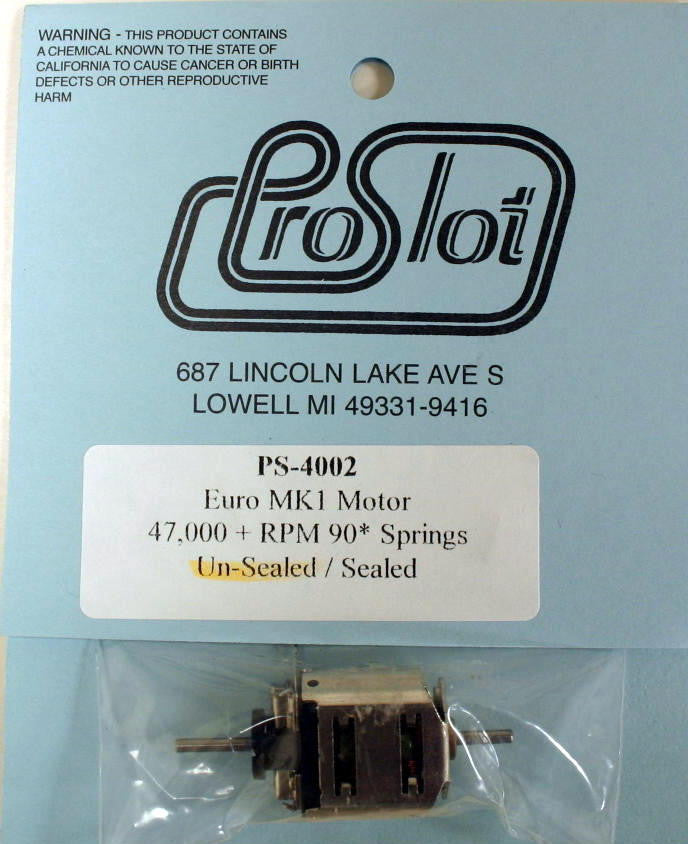 WARNING - THIS PRODUCT CONTAINS
A CHEMICAL KNOWN TO THE STATE OF
CALIFORNIA TO CAUSE CANCER OR BIRTH
DEFECTS OR OTHER REPRODUCTIVE
HARM
ProSlot
687 LINCOLN LAKE AVE S
LOWELL MI 49331-9416
PS-4002
Euro MK1 Motor
47,000 + RPM 90* Springs
Un-Sealed / Sealed